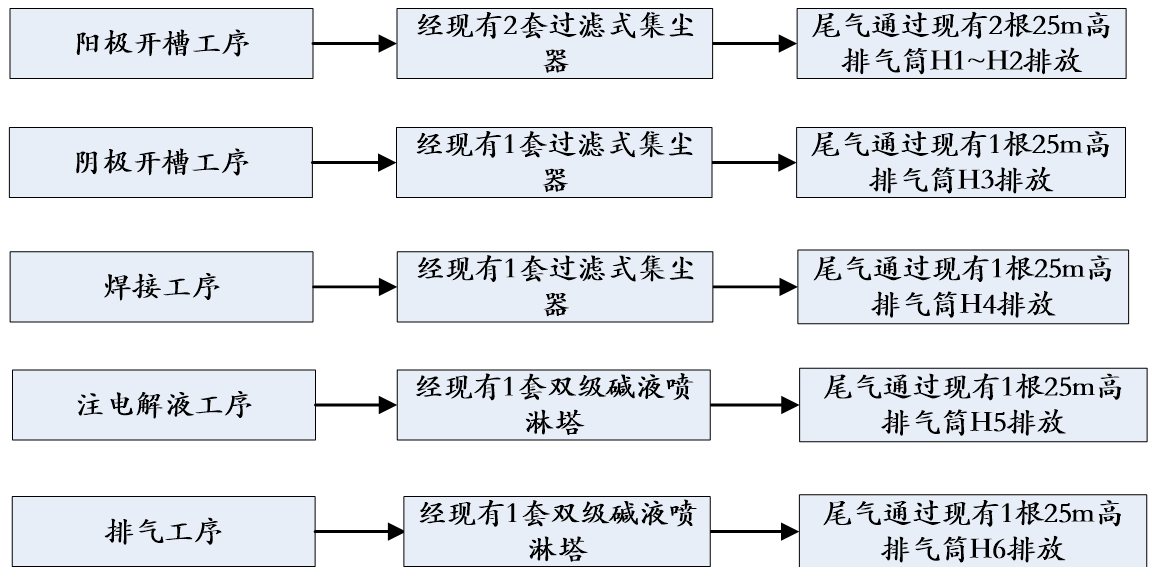 阳极开槽工序
经现有2套过滤式集尘
器
尾气通过现有2根25m高
排气筒H1~H2排放
阴极开槽工序
经现有1套过滤式集尘
器
尾气通过现有1根25m高
排气筒H3排放
焊接工序
经现有1套过滤式集尘
器
尾气通过现有1根25m高
排气筒H4排放
注电解液工序
经现有1套双级碱液喷
淋塔
尾气通过现有1根25m高
排气筒H5排放
排气工序
经现有1套双级碱液喷
淋塔
尾气通过现有1根25m高
排气筒H6排放